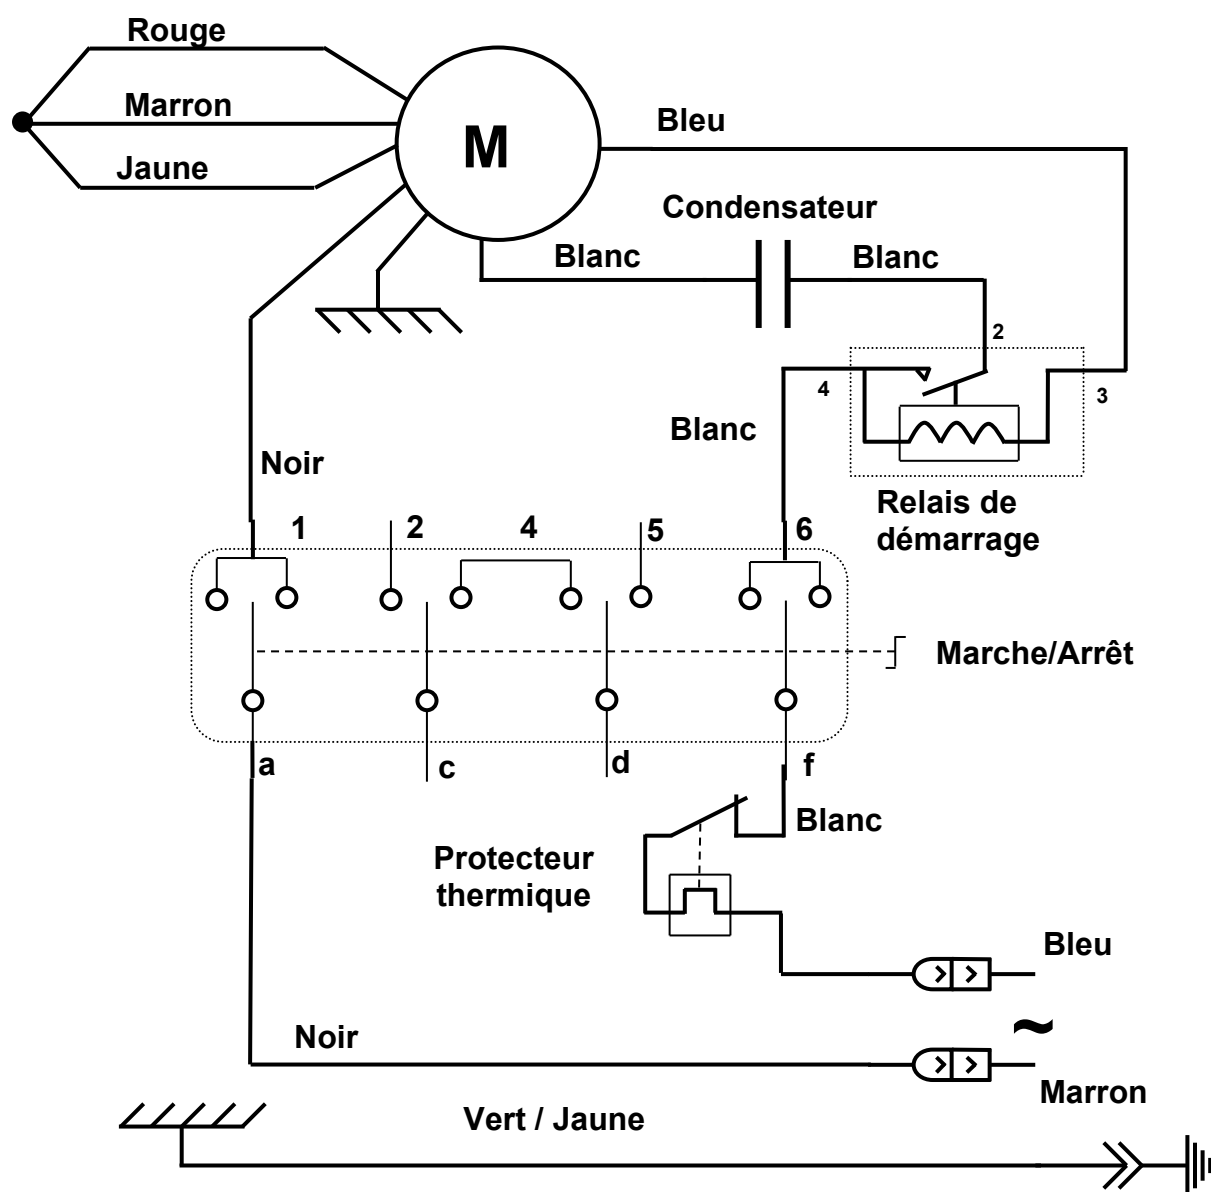 Rouge
Marron
Jaune
M
Bleu
Condensateur
Blanc
Blanc
2
4
3
Blanc
Noir
Relais de
démarrage
1
2
4
5
6
Marche/Arrêt
a
c
d
f
Blanc
Protecteur
thermique
Bleu
~
Noir
Marron
Vert / Jaune